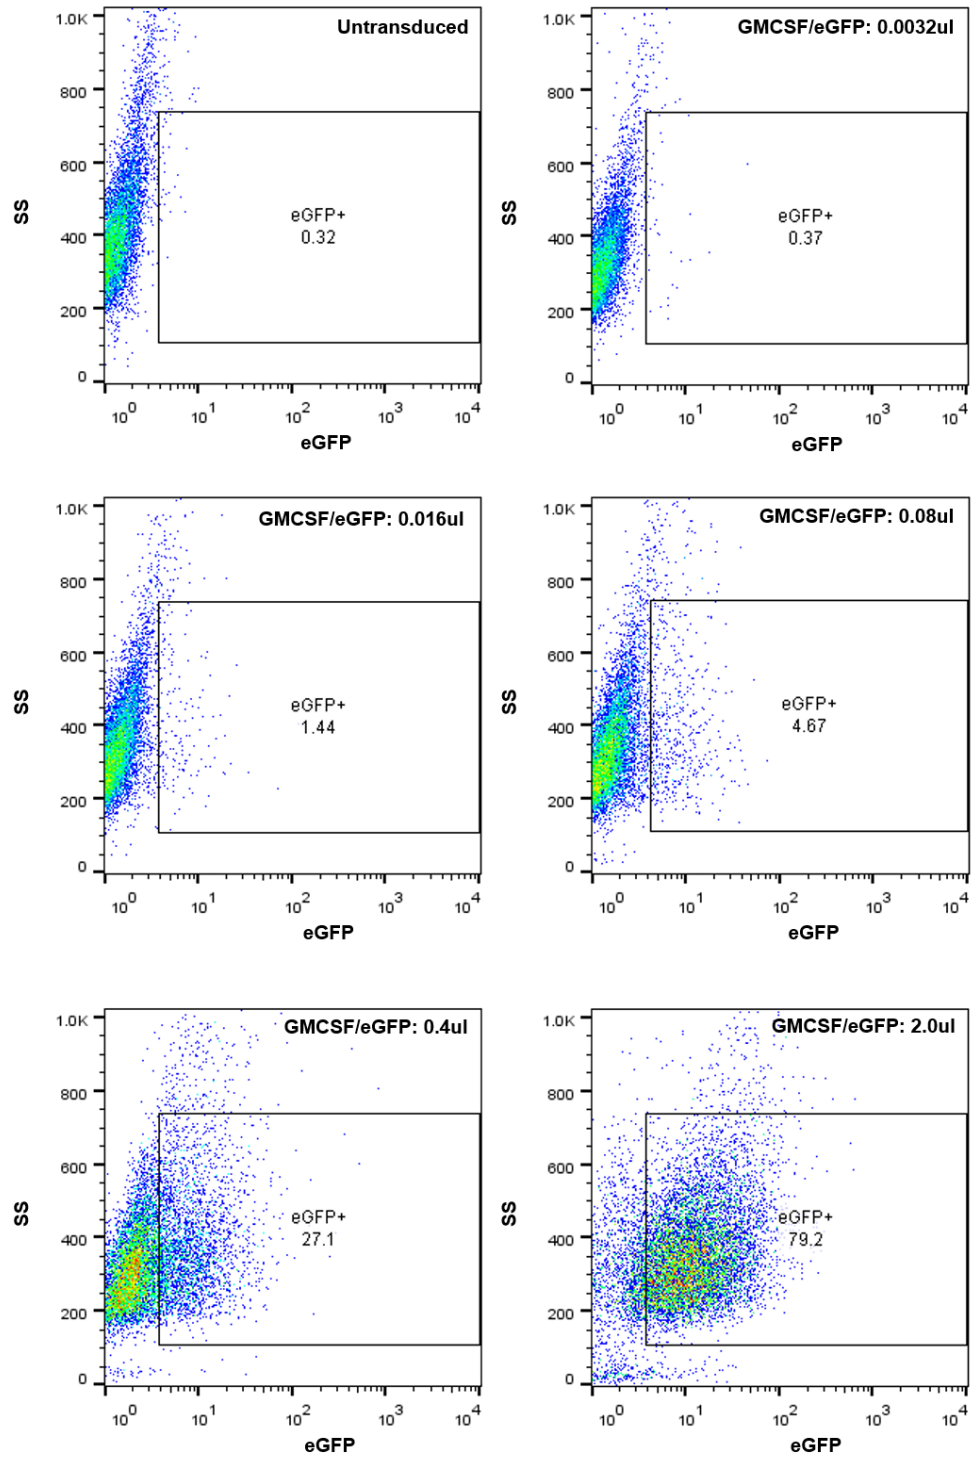 Untransduced
1.0K
800
600
400
200
0
SS
eGFP+
0.32
10^0 10^1 10^2 10^3 10^4
eGFP
GMCSF/eGFP: 0.0032ul
1.0K
800
600
400
200
0
SS
eGFP+
0.37
10^0 10^1 10^2 10^3 10^4
eGFP
GMCSF/eGFP: 0.016ul
1.0K
800
600
400
200
0
SS
eGFP+
1.44
10^0 10^1 10^2 10^3 10^4
eGFP
GMCSF/eGFP: 0.08ul
1.0K
800
600
400
200
0
SS
eGFP+
4.67
10^0 10^1 10^2 10^3 10^4
eGFP
GMCSF/eGFP: 0.4ul
1.0K
800
600
400
200
0
SS
eGFP+
27.1
10^0 10^1 10^2 10^3 10^4
eGFP
GMCSF/eGFP: 2.0ul
1.0K
800
600
400
200
0
SS
eGFP+
79.2
10^0 10^1 10^2 10^3 10^4
eGFP